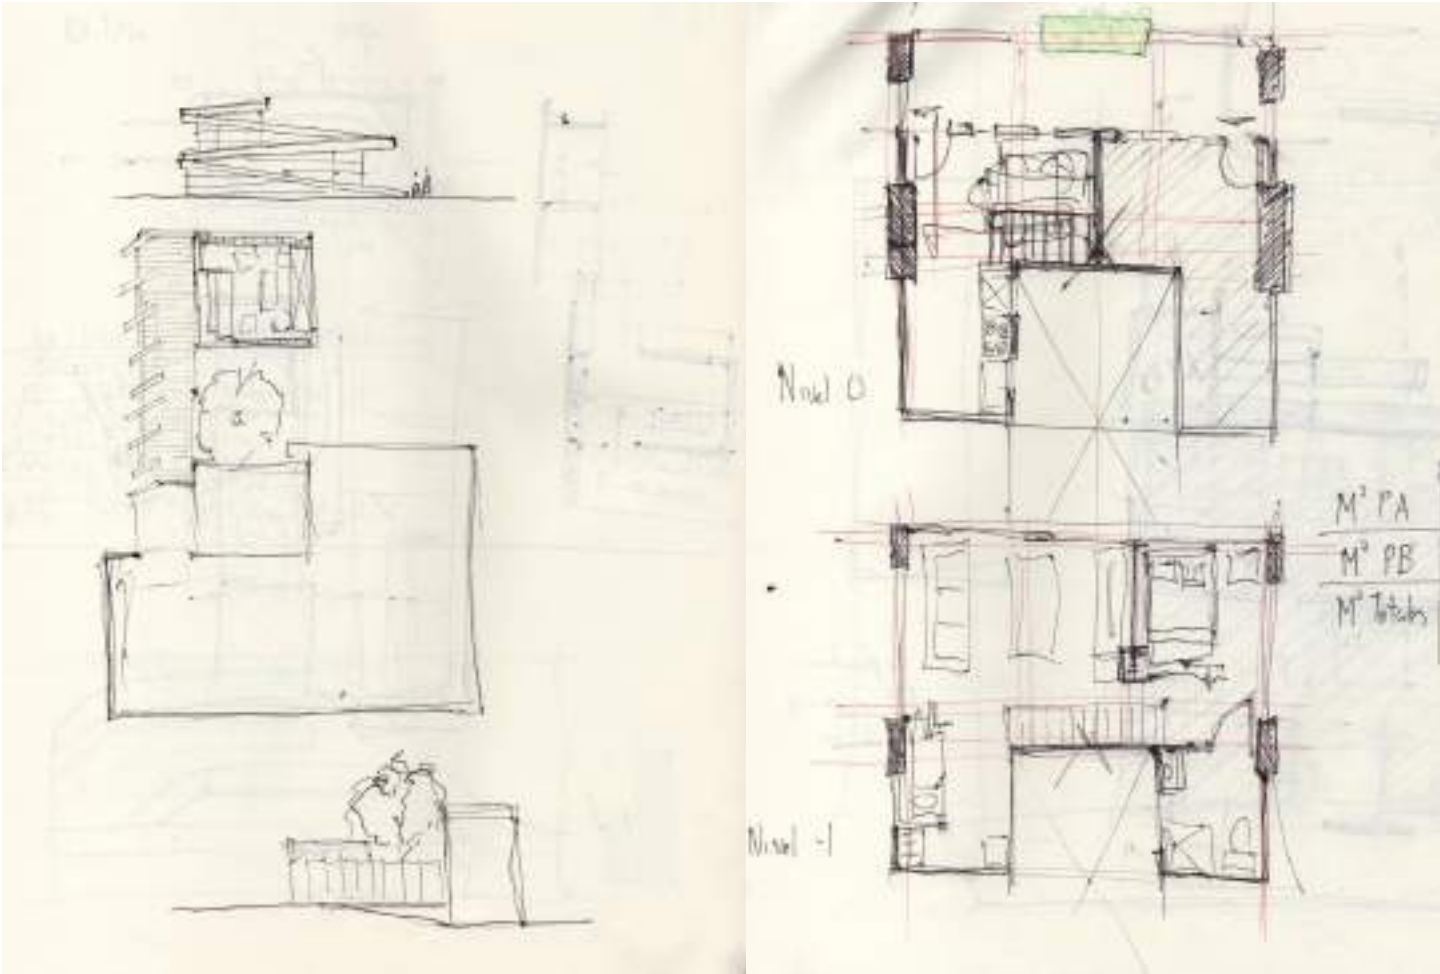 Nivel 0
M² PA
M² PB
M² Totales
Nivel -1